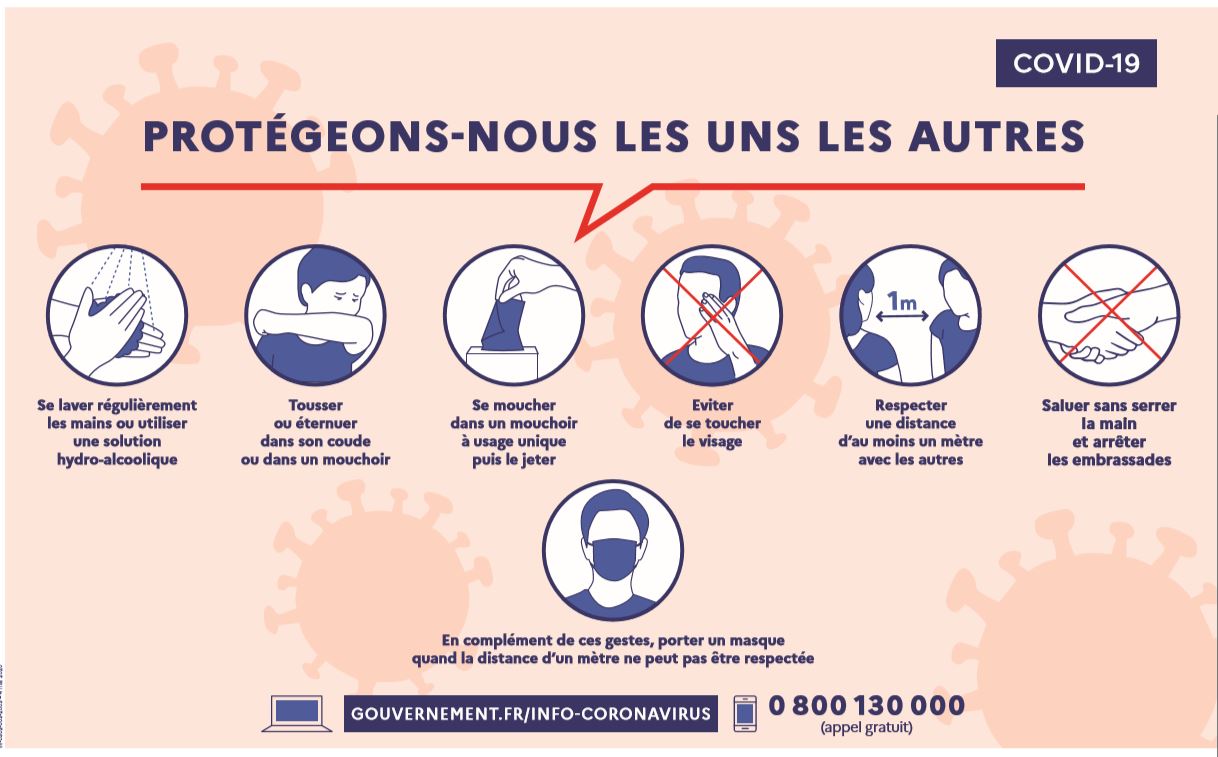 COVID-19
PROTÉGEONS-NOUS LES UNS LES AUTRES
1m
Se laver régulièrement
les mains ou utiliser
une solution
hydro-alcoolique
Tousser
ou éternuer
dans son coude
ou dans un mouchoir
Se moucher
dans un mouchoir
à usage unique
puis le jeter
Eviter
de se toucher
le visage
Respecter
une distance
d'au moins un mètre
avec les autres
Saluer sans serrer
la main
et arrêter
les embrassades
En complément de ces gestes, porter un masque
quand la distance d'un mètre ne peut pas être respectée
GOUVERNEMENT.FR/INFO-CORONAVIRUS
0 800 130 000
(appel gratuit)